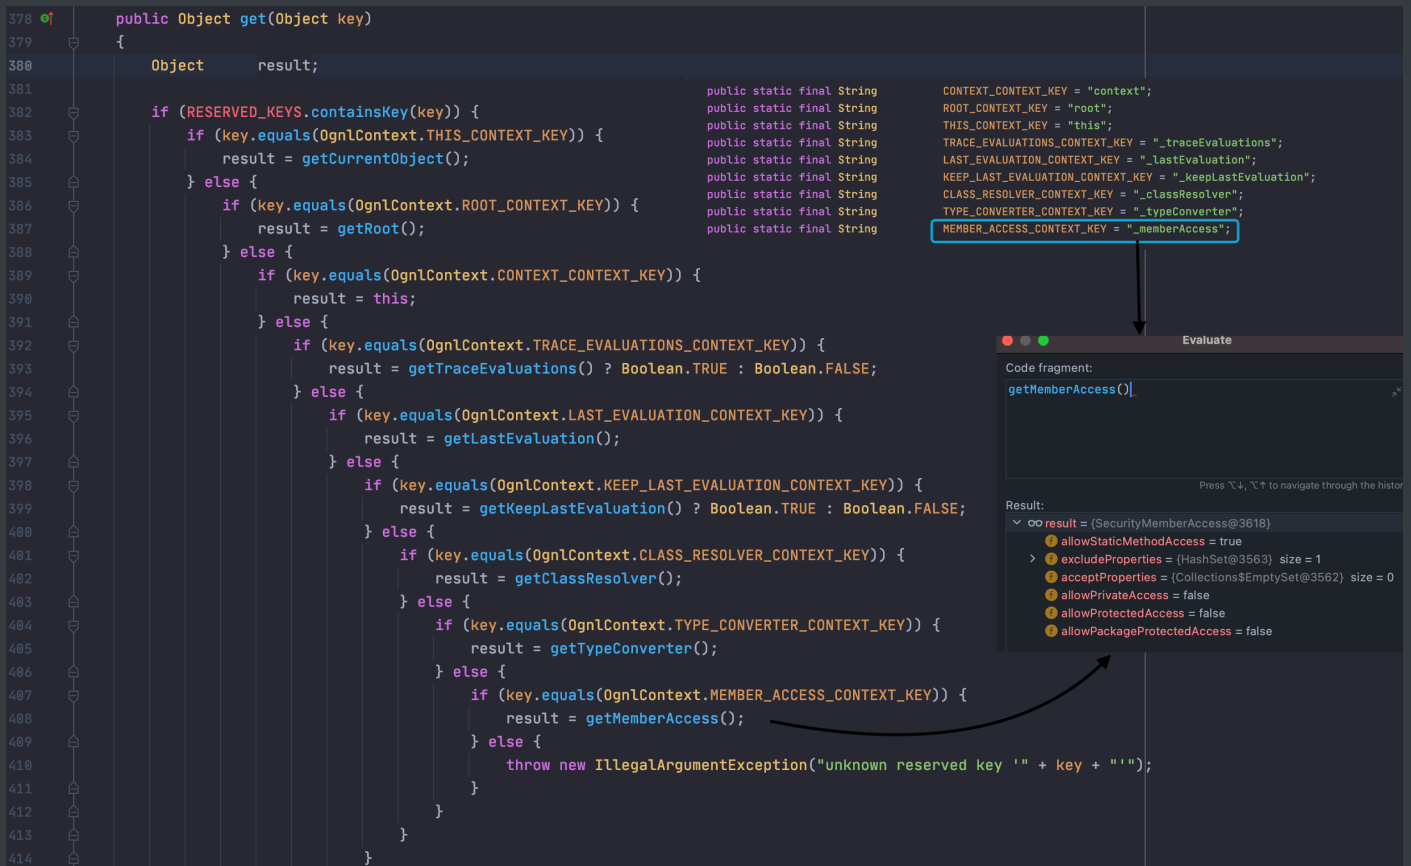 378 public Object get(Object key)
379 {
380 Object result;
381
382 if (RESERVED_KEYS.containsKey(key)) {
383 if (key.equals(OgnlContext.THIS_CONTEXT_KEY)) {
384 result = getCurrentObject();
385 } else {
386 if (key.equals(OgnlContext.ROOT_CONTEXT_KEY)) {
387 result = getRoot();
388 } else {
389 if (key.equals(OgnlContext.CONTEXT_CONTEXT_KEY)) {
390 result = this;
391 } else {
392 if (key.equals(OgnlContext.TRACE_EVALUATIONS_CONTEXT_KEY)) {
393 result = getTraceEvaluations() ? Boolean.TRUE : Boolean.FALSE;
394 } else {
395 if (key.equals(OgnlContext.LAST_EVALUATION_CONTEXT_KEY)) {
396 result = getLastEvaluation();
397 } else {
398 if (key.equals(OgnlContext.KEEP_LAST_EVALUATION_CONTEXT_KEY)) {
399 result = getKeepLastEvaluation() ? Boolean.TRUE : Boolean.FALSE;
400 } else {
401 if (key.equals(OgnlContext.CLASS_RESOLVER_CONTEXT_KEY)) {
402 result = getClassResolver();
403 } else {
404 if (key.equals(OgnlContext.TYPE_CONVERTER_CONTEXT_KEY)) {
405 result = getTypeConverter();
406 } else {
407 if (key.equals(OgnlContext.MEMBER_ACCESS_CONTEXT_KEY)) {
408 result = getMemberAccess();
409 } else {
410 throw new IllegalArgumentException("unknown reserved key '" + key + "'");
411 }
412 }
413 }
414 }
public static final String CONTEXT_CONTEXT_KEY = "context";
public static final String ROOT_CONTEXT_KEY = "root";
public static final String THIS_CONTEXT_KEY = "this";
public static final String TRACE_EVALUATIONS_CONTEXT_KEY = "_traceEvaluations";
public static final String LAST_EVALUATION_CONTEXT_KEY = "_lastEvaluation";
public static final String KEEP_LAST_EVALUATION_CONTEXT_KEY = "_keepLastEvaluation";
public static final String CLASS_RESOLVER_CONTEXT_KEY = "_classResolver";
public static final String TYPE_CONVERTER_CONTEXT_KEY = "_typeConverter";
public static final String MEMBER_ACCESS_CONTEXT_KEY = "_memberAccess";
Evaluate
Code fragment:
getMemberAccess()
Press ⌥↓, ⌥↑ to navigate through the histor
Result:
oo result = {SecurityMemberAccess@3618}
f allowStaticMethodAccess = true
f excludeProperties = {HashSet@3563} size = 1
f acceptProperties = {Collections$EmptySet@3562} size = 0
f allowPrivateAccess = false
f allowProtectedAccess = false
f allowPackageProtectedAccess = false